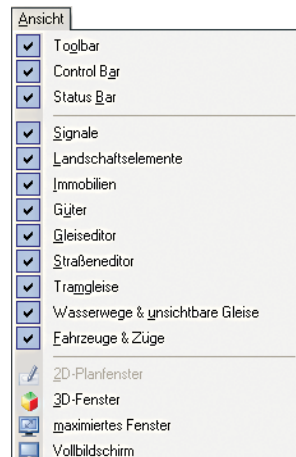 Ansicht
Toolbar
Control Bar
Status Bar
Signale
Landschaftselemente
Immobilien
Güter
Gleiseditor
Straßeneditor
Tramgleise
Wasserwege & unsichtbare Gleise
Fahrzeuge & Züge
2D-Planfenster
3D-Fenster
maximiertes Fenster
Vollbildschirm